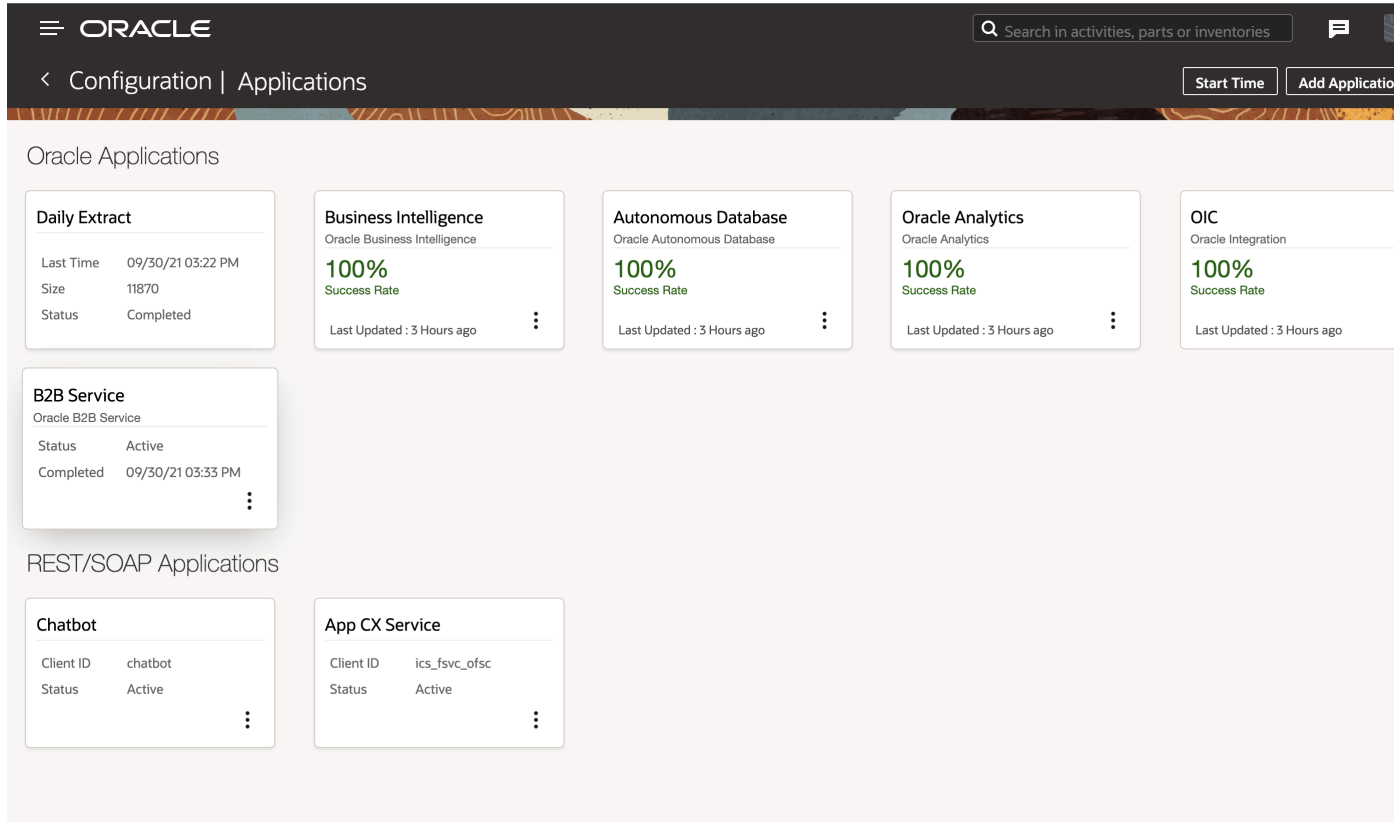 ORACLE
Search in activities, parts or inventories
Configuration | Applications
Start Time
Add Applicatio
Oracle Applications
Daily Extract
Last Time 09/30/21 03:22 PM
Size 11870
Status Completed
Business Intelligence
Oracle Business Intelligence
100%
Success Rate
Last Updated : 3 Hours ago
Autonomous Database
Oracle Autonomous Database
100%
Success Rate
Last Updated : 3 Hours ago
Oracle Analytics
Oracle Analytics
100%
Success Rate
Last Updated : 3 Hours ago
OIC
Oracle Integration
100%
Success Rate
Last Updated : 3 Hours ago
B2B Service
Oracle B2B Service
Status Active
Completed 09/30/21 03:33 PM
REST/SOAP Applications
Chatbot
Client ID chatbot
Status Active
App CX Service
Client ID ics_fsvc_ofsc
Status Active